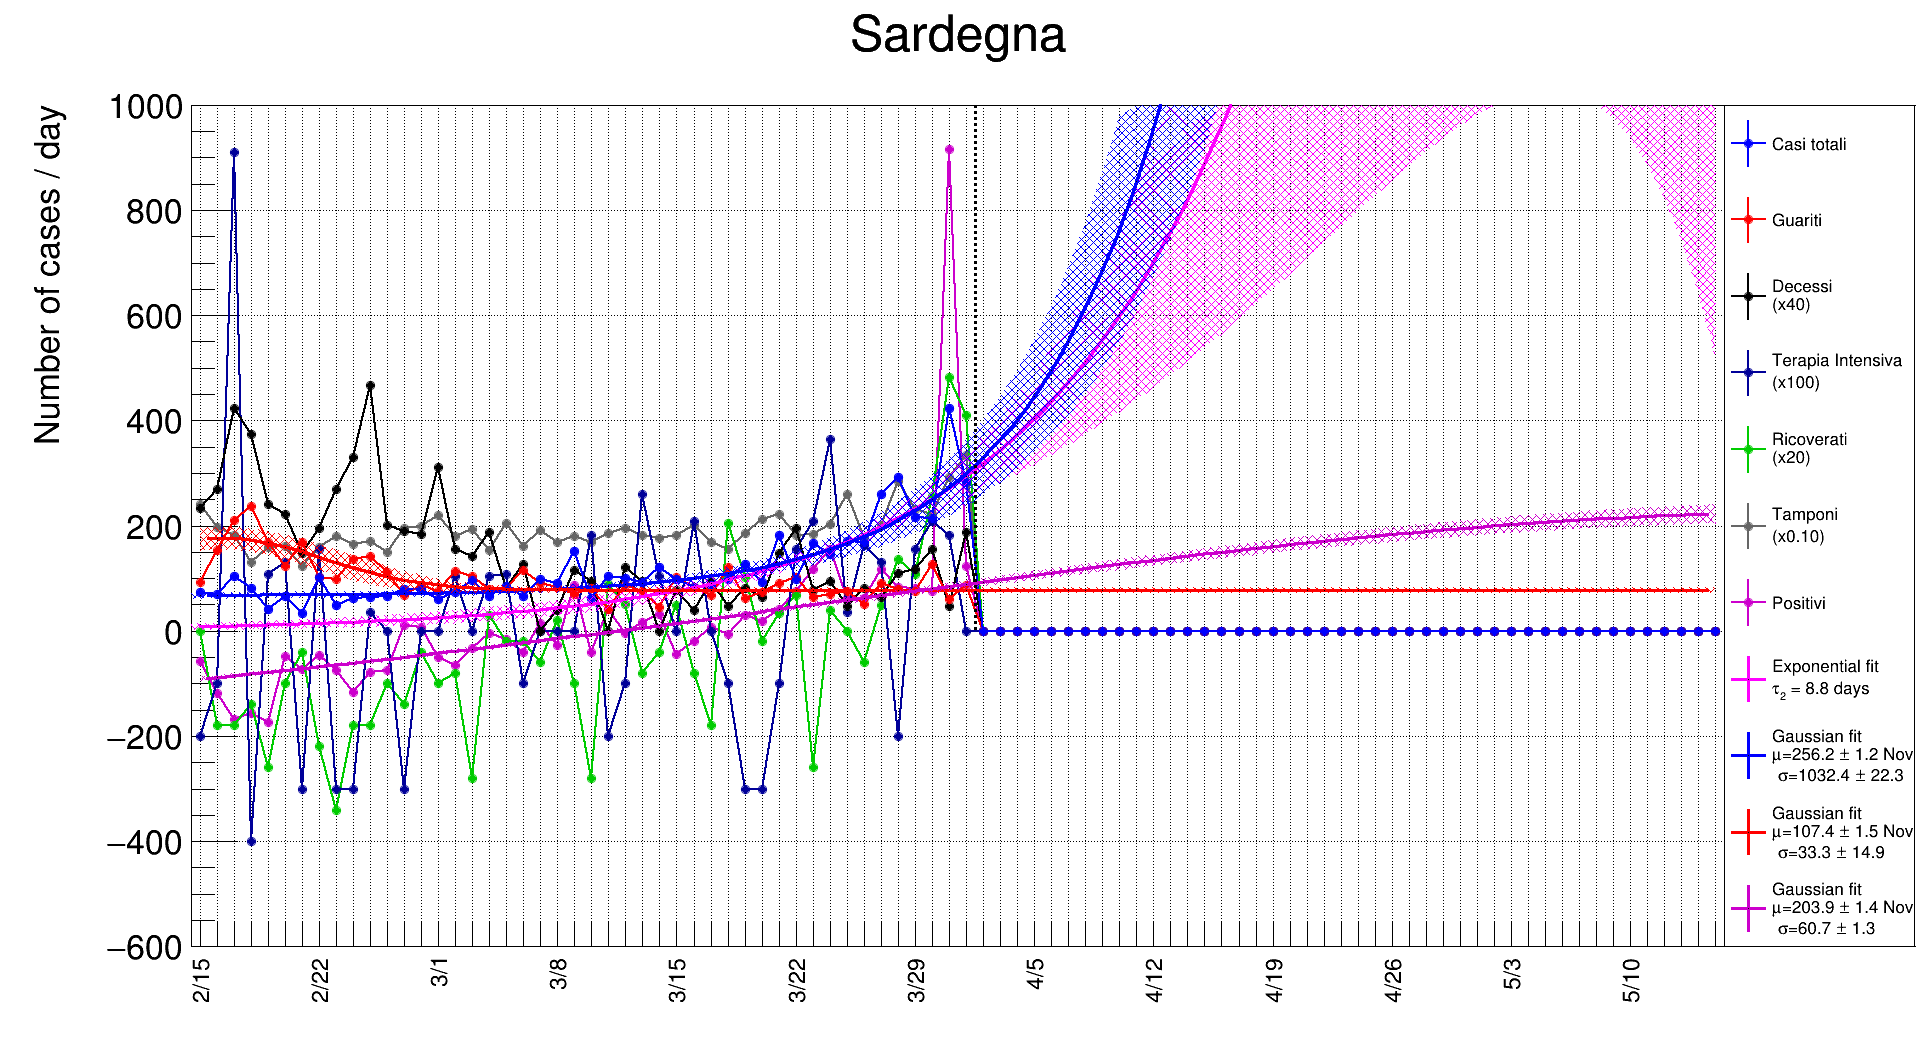 Sardegna
Number of cases / day
1000
800
600
400
200
0
−200
−400
−600
2/15
2/22
3/1
3/8
3/15
3/22
3/29
4/5
4/12
4/19
4/26
5/3
5/10
Casi totali
Guariti
Decessi
(x40)
Terapia Intensiva
(x100)
Ricoverati
(x20)
Tamponi
(x0.10)
Positivi
Exponential fit
τ2 = 8.8 days
Gaussian fit
μ=256.2 ± 1.2 Nov
σ=1032.4 ± 22.3
Gaussian fit
μ=107.4 ± 1.5 Nov
σ=33.3 ± 14.9
Gaussian fit
μ=203.9 ± 1.4 Nov
σ=60.7 ± 1.3